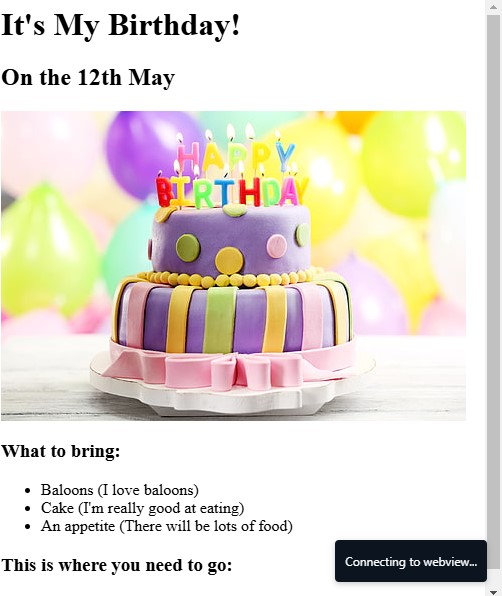 It's My Birthday!
On the 12th May
HAPPY
BIRTHDAY
What to bring:
Baloons (I love baloons)
Cake (I'm really good at eating)
An appetite (There will be lots of food)
This is where you need to go:
Connecting to webview...